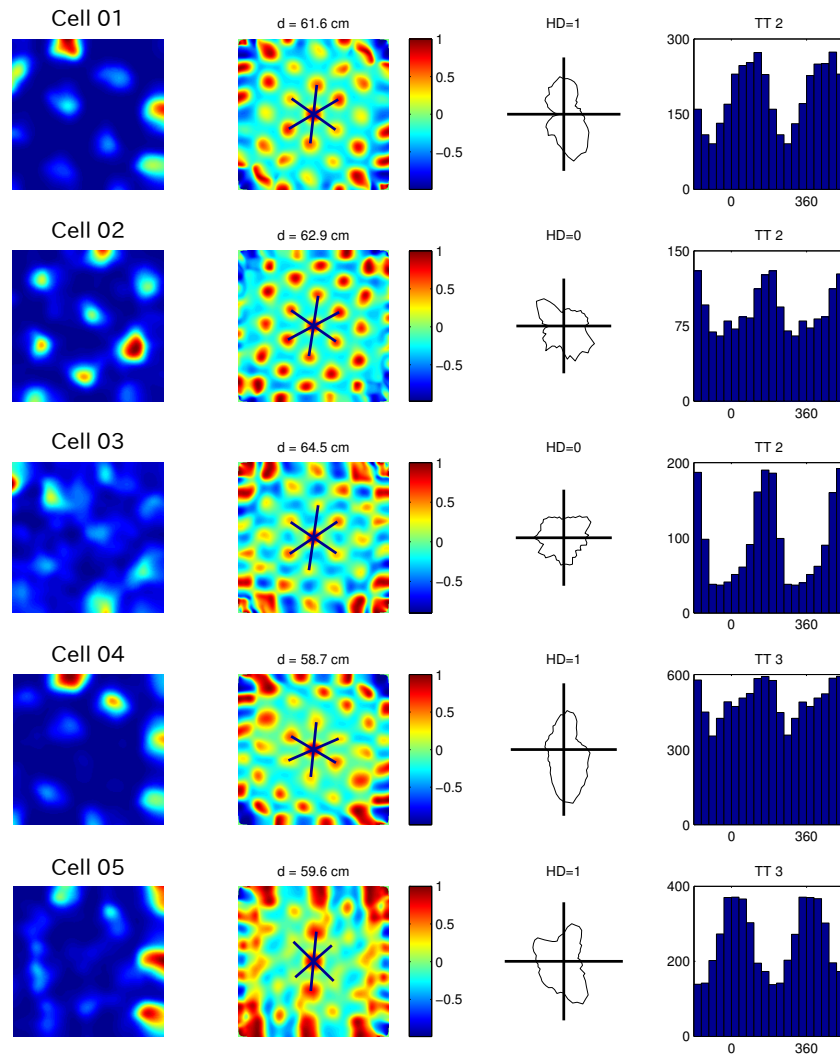 Cell 01
d = 61.6 cm
HD=1
TT 2
1
0.5
0
−0.5
300
150
0
0 360
Cell 02
d = 62.9 cm
HD=0
TT 2
1
0.5
0
−0.5
150
75
0
0 360
Cell 03
d = 64.5 cm
HD=0
TT 2
1
0.5
0
−0.5
200
100
0
0 360
Cell 04
d = 58.7 cm
HD=1
TT 3
1
0.5
0
−0.5
600
300
0
0 360
Cell 05
d = 59.6 cm
HD=1
TT 3
1
0.5
0
−0.5
400
200
0
0 360